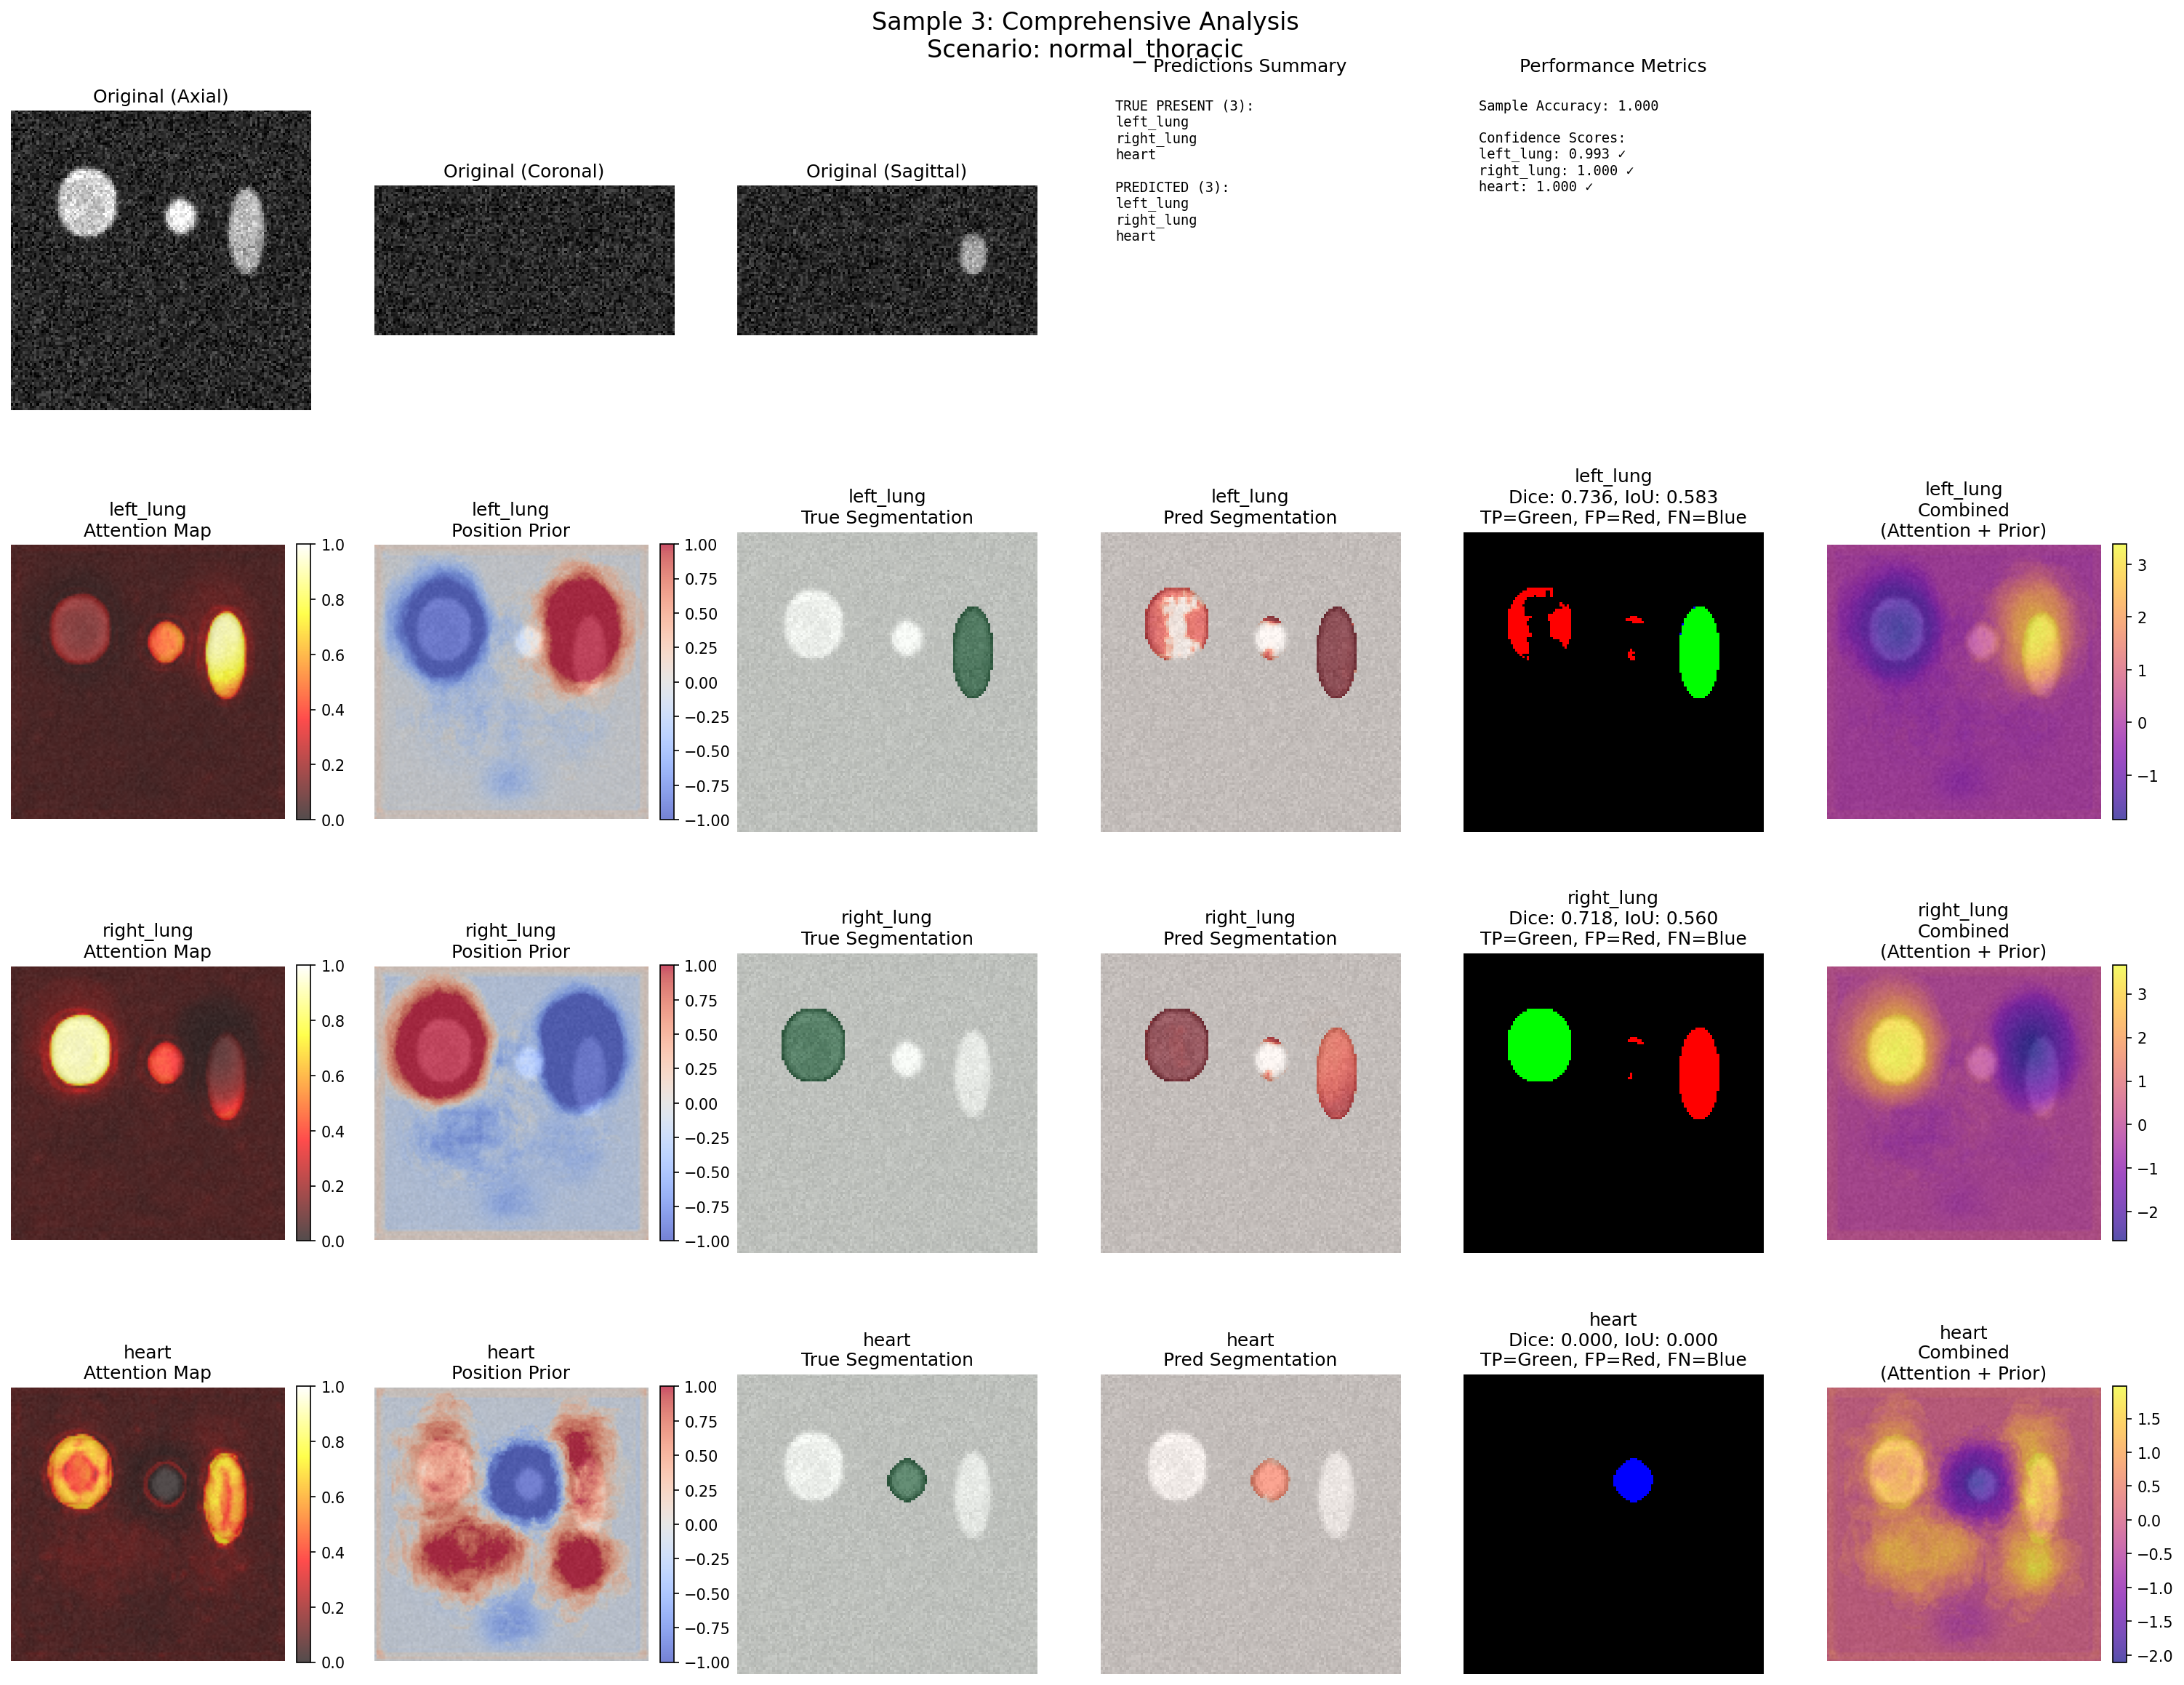 Sample 3: Comprehensive Analysis
Scenario: normal_thoracic
Original (Axial)
Original (Coronal)
Original (Sagittal)
Predictions Summary
TRUE PRESENT (3):
left_lung
right_lung
heart
PREDICTED (3):
left_lung
right_lung
heart
Performance Metrics
Sample Accuracy: 1.000
Confidence Scores:
left_lung: 0.993 ✓
right_lung: 1.000 ✓
heart: 1.000 ✓
left_lung
Attention Map
1.0
0.8
0.6
0.4
0.2
0.0
left_lung
Position Prior
1.00
0.75
0.50
0.25
0.00
−0.25
−0.50
−0.75
−1.00
left_lung
True Segmentation
left_lung
Pred Segmentation
left_lung
Dice: 0.736, IoU: 0.583
TP=Green, FP=Red, FN=Blue
left_lung
Combined
(Attention + Prior)
3
2
1
0
−1
right_lung
Attention Map
1.0
0.8
0.6
0.4
0.2
0.0
right_lung
Position Prior
1.00
0.75
0.50
0.25
0.00
−0.25
−0.50
−0.75
−1.00
right_lung
True Segmentation
right_lung
Pred Segmentation
right_lung
Dice: 0.718, IoU: 0.560
TP=Green, FP=Red, FN=Blue
right_lung
Combined
(Attention + Prior)
3
2
1
0
−1
−2
heart
Attention Map
1.0
0.8
0.6
0.4
0.2
0.0
heart
Position Prior
1.00
0.75
0.50
0.25
0.00
−0.25
−0.50
−0.75
−1.00
heart
True Segmentation
heart
Pred Segmentation
heart
Dice: 0.000, IoU: 0.000
TP=Green, FP=Red, FN=Blue
heart
Combined
(Attention + Prior)
1.5
1.0
0.5
0.0
−0.5
−1.0
−1.5
−2.0